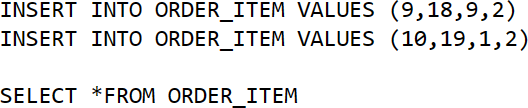 INSERT INTO ORDER_ITEM VALUES (9,18,9,2)
INSERT INTO ORDER_ITEM VALUES (10,19,1,2)
SELECT *FROM ORDER_ITEM